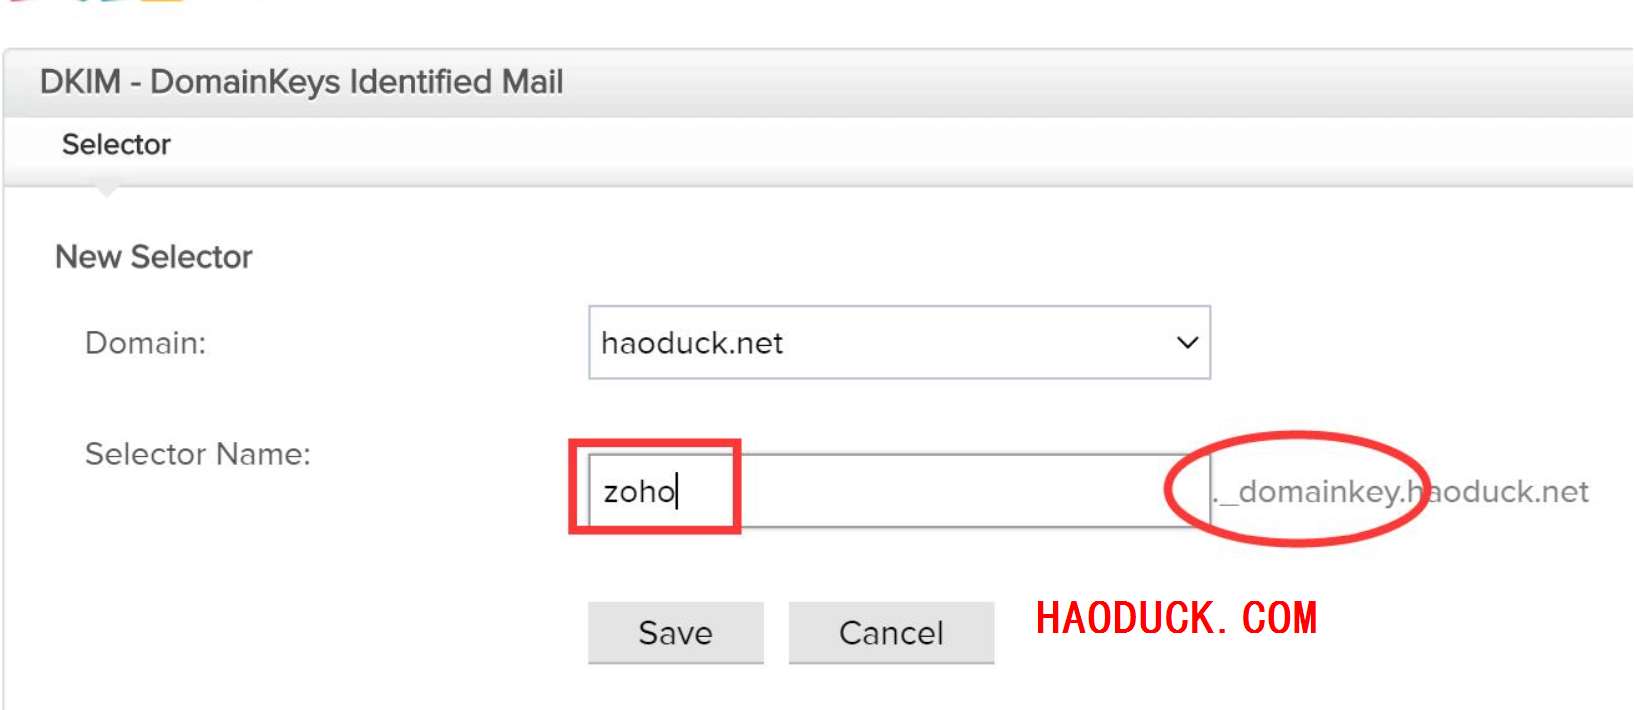 DKIM - DomainKeys Identified Mail
Selector
New Selector
Domain: haoduck.net
Selector Name: zoho ._domainkey.haoduck.net
Save Cancel HAODUCK.COM